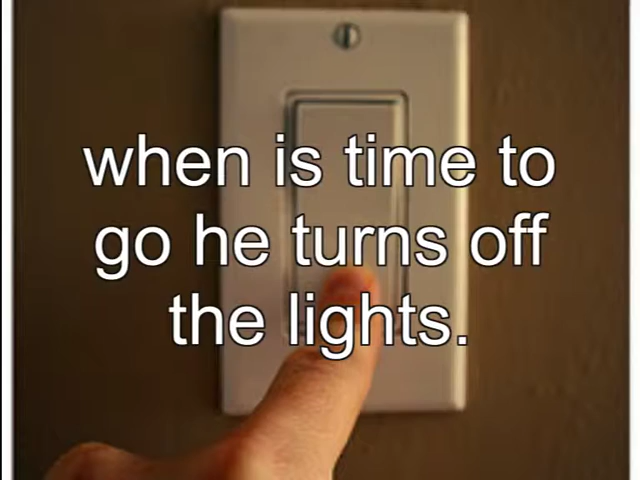 when is time to
go he turns off
the lights.